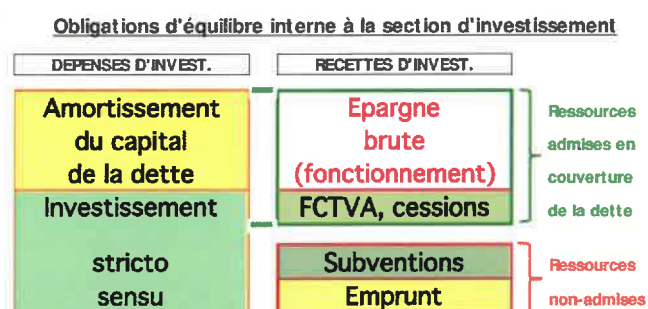 Obligations d'équilibre interne à la section d'investissement
DEPENSES D'INVEST.
RECETTES D'INVEST.
Amortissement
du capital
de la dette
Investissement
stricto
sensu
Epargne
brute
(fonctionnement)
FCTVA, cessions
Subventions
Emprunt
Ressources
admises en
couverture
de la dette
Ressources
non-admises